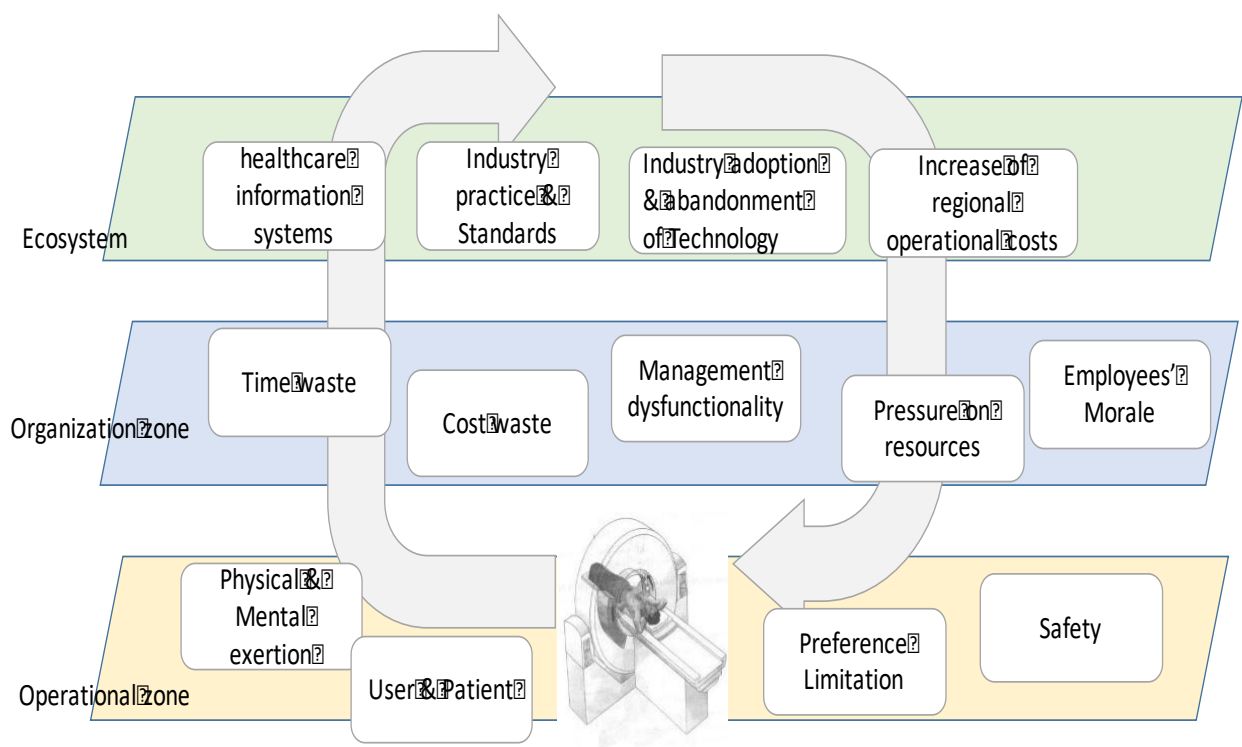 healthcare
information
systems
Industry
practice &
Standards
Industry adoption
& abandonment
of Technology
Increase of
regional
operational costs
Ecosystem
Time waste
Cost waste
Management
dysfunctionality
Pressure on
resources
Employees’
Morale
Organization zone
Physical &
Mental
exertion
User & Patient
Preference
Limitation
Safety
Operational zone